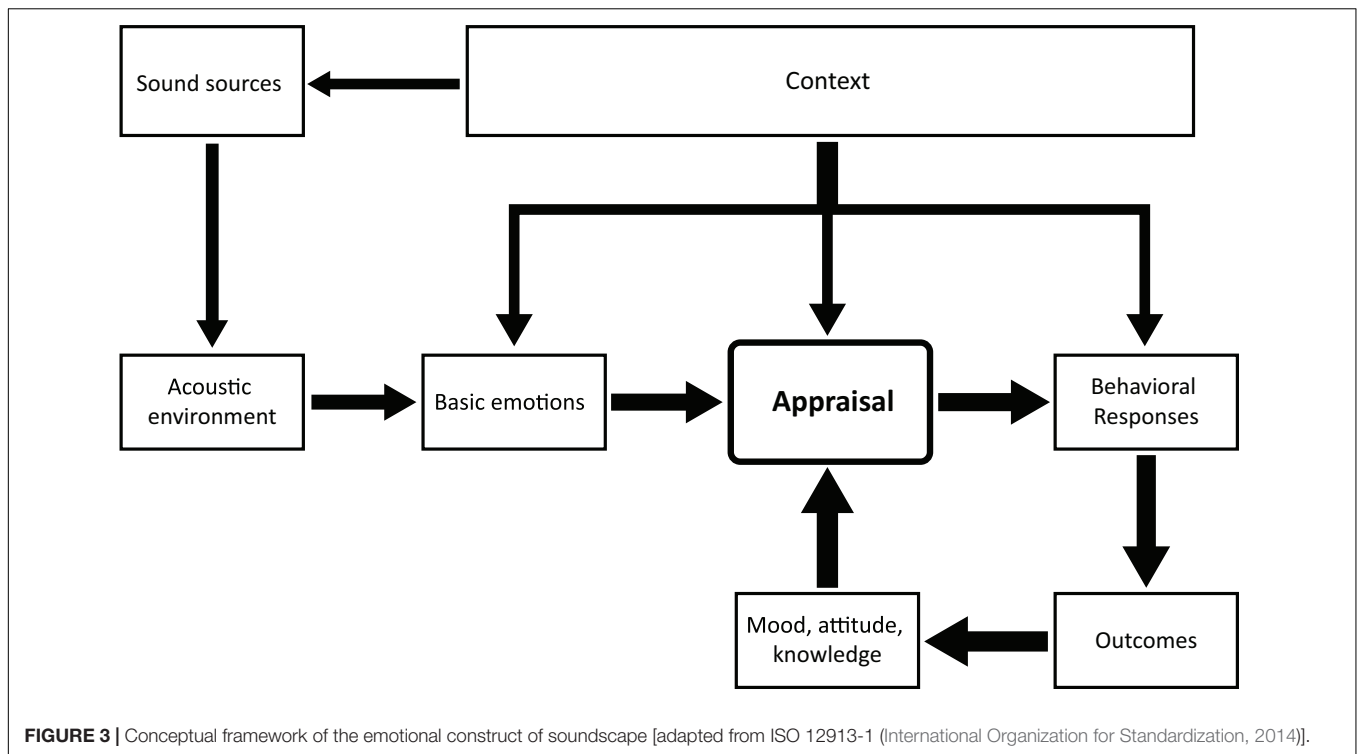 Sound sources
Context
Acoustic
environment
Basic emotions
Appraisal
Behavioral
Responses
Mood, attitude,
knowledge
Outcomes
FIGURE 3 | Conceptual framework of the emotional construct of soundscape [adapted from ISO 12913-1 (International Organization for Standardization, 2014)].